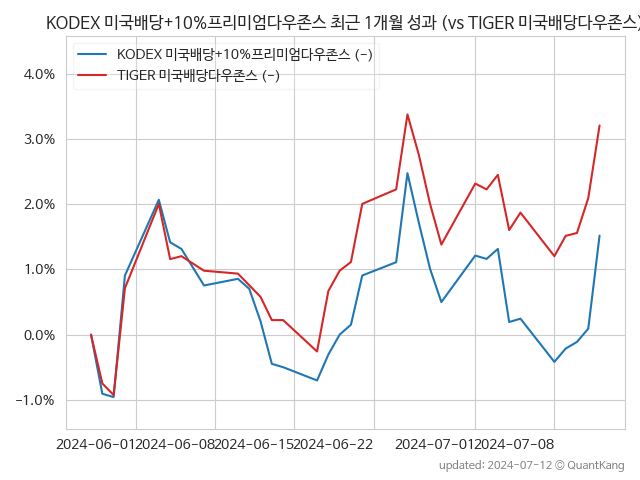 KODEX 미국배당+10%프리미엄다우존스 최근 1개월 성과 (vs TIGER 미국배당다우존스)
KODEX 미국배당+10%프리미엄다우존스 (-)
TIGER 미국배당다우존스 (-)
4.0%
3.0%
2.0%
1.0%
0.0%
-1.0%
2024-06-01 2024-06-08 2024-06-15 2024-06-22 2024-07-01 2024-07-08
updated: 2024-07-12 © QuantKang